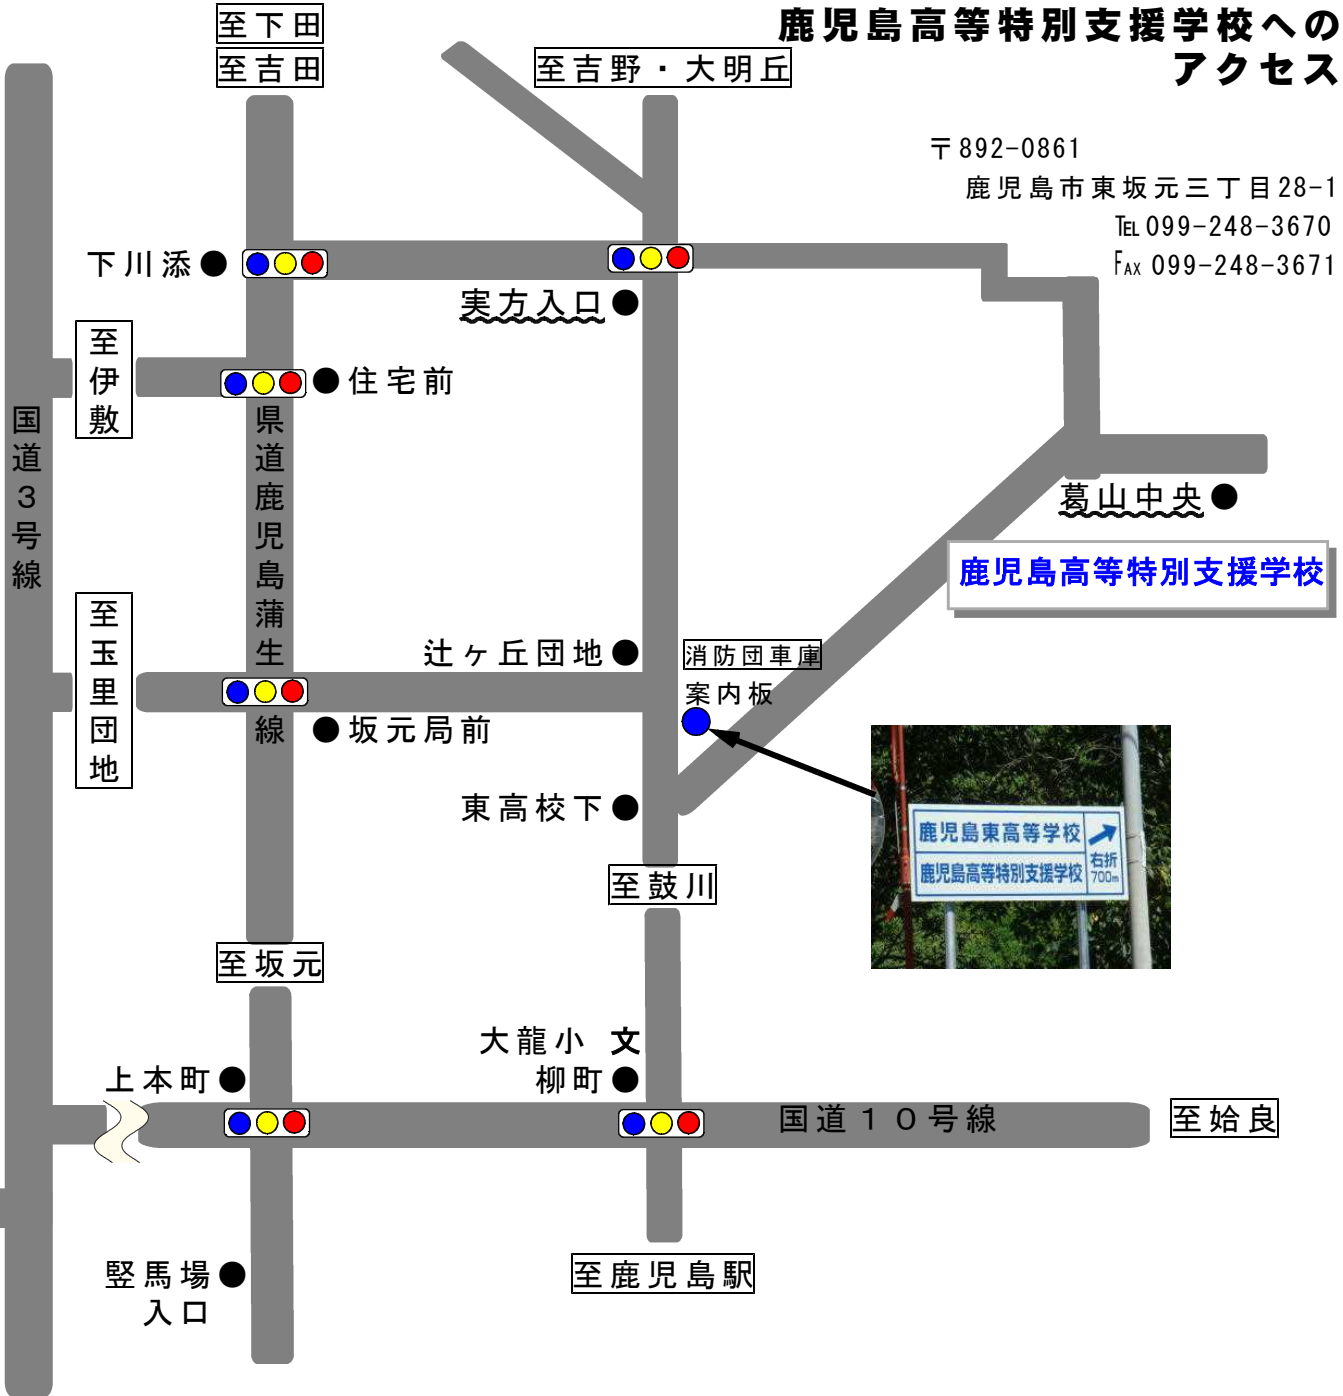 鹿児島高等特別支援学校への
アクセス
〒892-0861
鹿児島市東坂元三丁目28-1
TEL 099-248-3670
FAX 099-248-3671
至下田
至吉田
至吉野・大明丘
下川添
実方入口
至伊敷
住宅前
国道3号線
県道鹿児島蒲生線
葛山中央
鹿児島高等特別支援学校
至玉里団地
辻ヶ丘団地
消防団車庫
案内板
坂元局前
東高校下
鹿児島東高等学校
鹿児島高等特別支援学校
右折
700m
至鼓川
至坂元
大龍小 文
上本町
柳町
国道10号線
至姶良
竪馬場
入口
至鹿児島駅